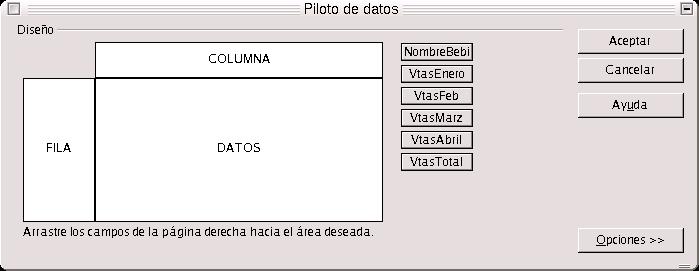 Piloto de datos
Diseño
COLUMNA
FILA
DATOS
NombreBebi
VtasEnero
VtasFeb
VtasMarz
VtasAbril
VtasTotal
Aceptar
Cancelar
Ayuda
Arrastre los campos de la página derecha hacia el área deseada.
Opciones >>